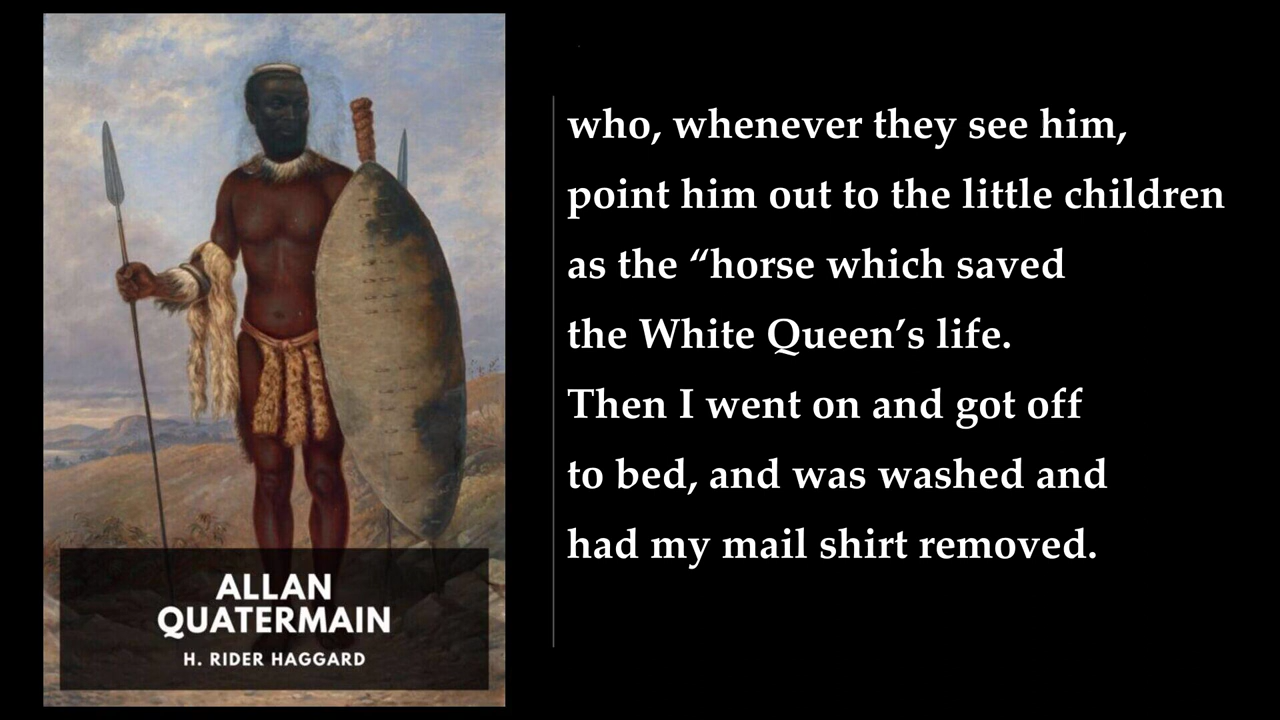 who, whenever they see him,
point him out to the little children
as the “horse which saved
the White Queen’s life.
Then I went on and got off
to bed, and was washed and
had my mail shirt removed.
ALLAN
QUATERMAIN
H. RIDER HAGGARD